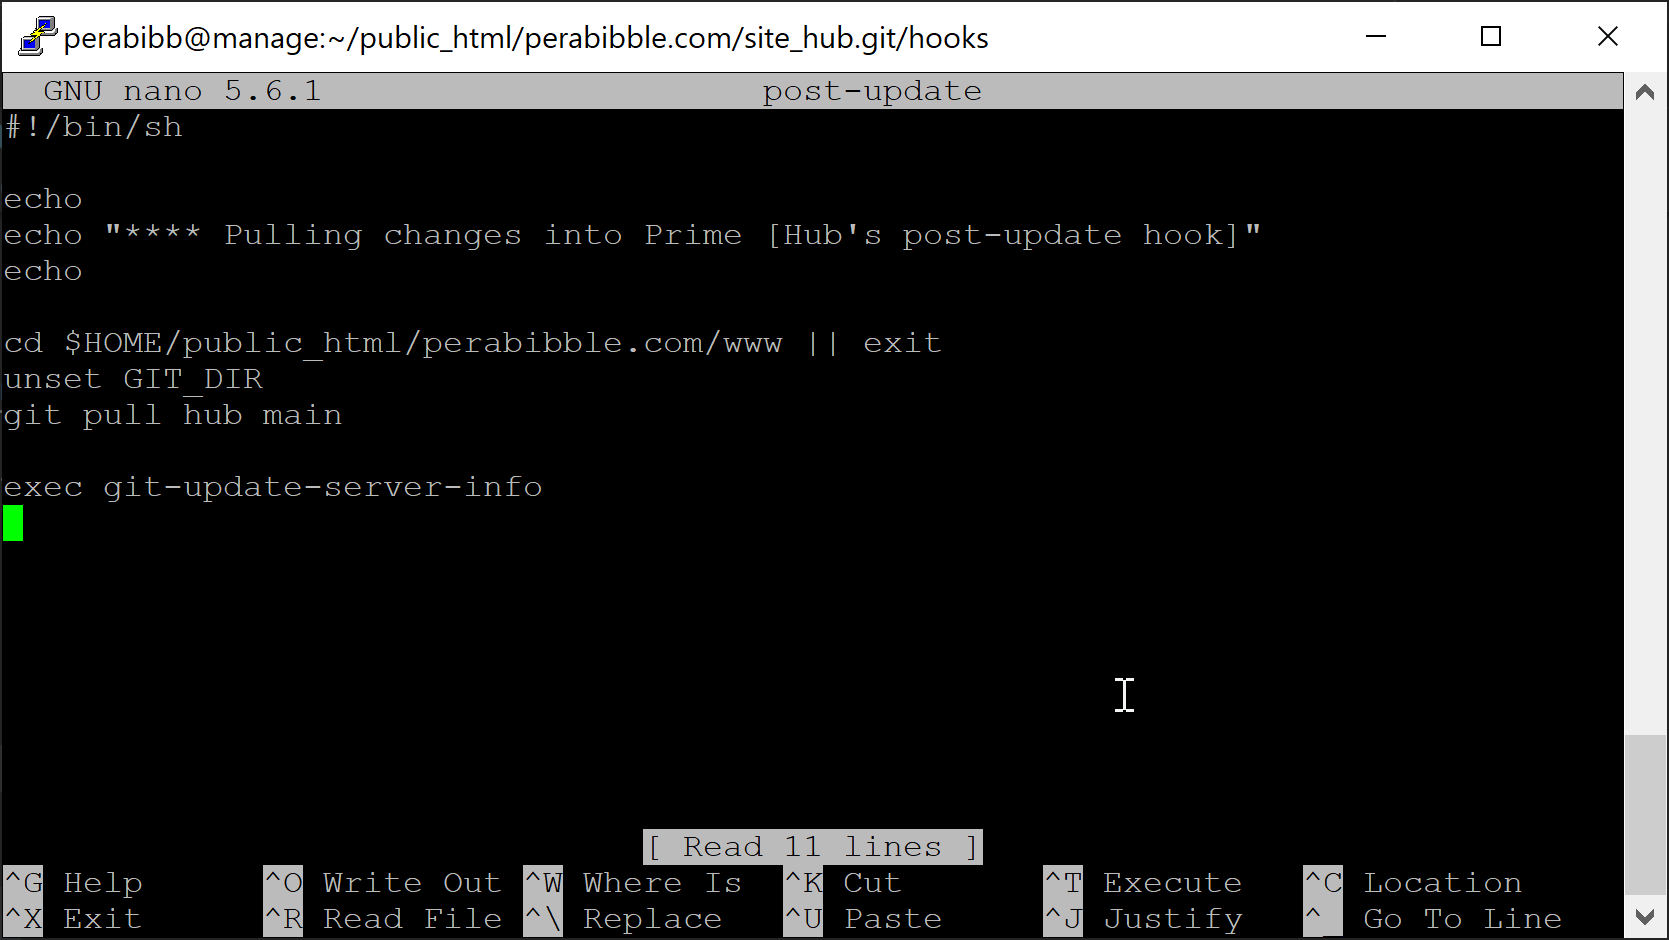 perabibb@manage:~/public_html/perabibble.com/site_hub.git/hooks
GNU nano 5.6.1 post-update
#!/bin/sh
echo
echo "**** Pulling changes into Prime [Hub's post-update hook]"
echo
cd $HOME/public_html/perabibble.com/www || exit
unset GIT_DIR
git pull hub main
exec git-update-server-info
[ Read 11 lines ]
^G Help ^O Write Out ^W Where Is ^K Cut ^T Execute ^C Location
^X Exit ^R Read File ^\ Replace ^U Paste ^J Justify ^_ Go To Line